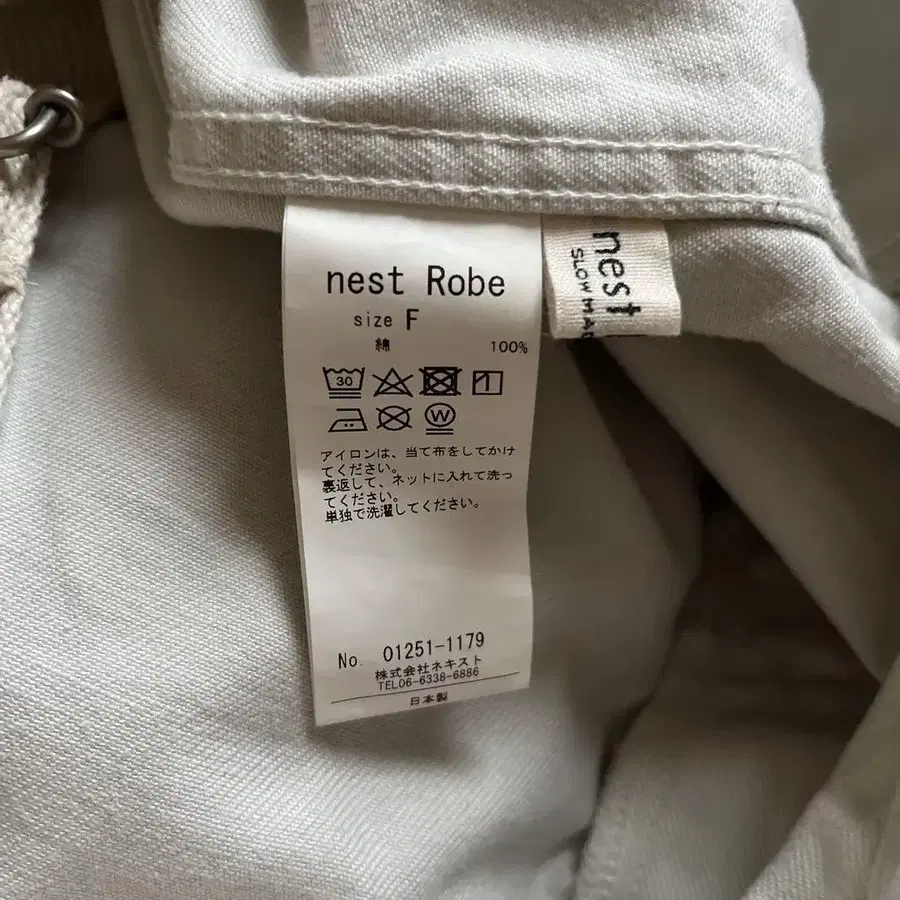 nest Robe
size F
綿 100%
30
W
アイロンは、当て布をしてかけ
てください。
裏返して、ネットに入れて洗っ
てください。
単独で洗濯してください。
No. 01251-1179
株式会社ネキスト
TEL06-6338-6886
日本製
nest
SLOW MAD